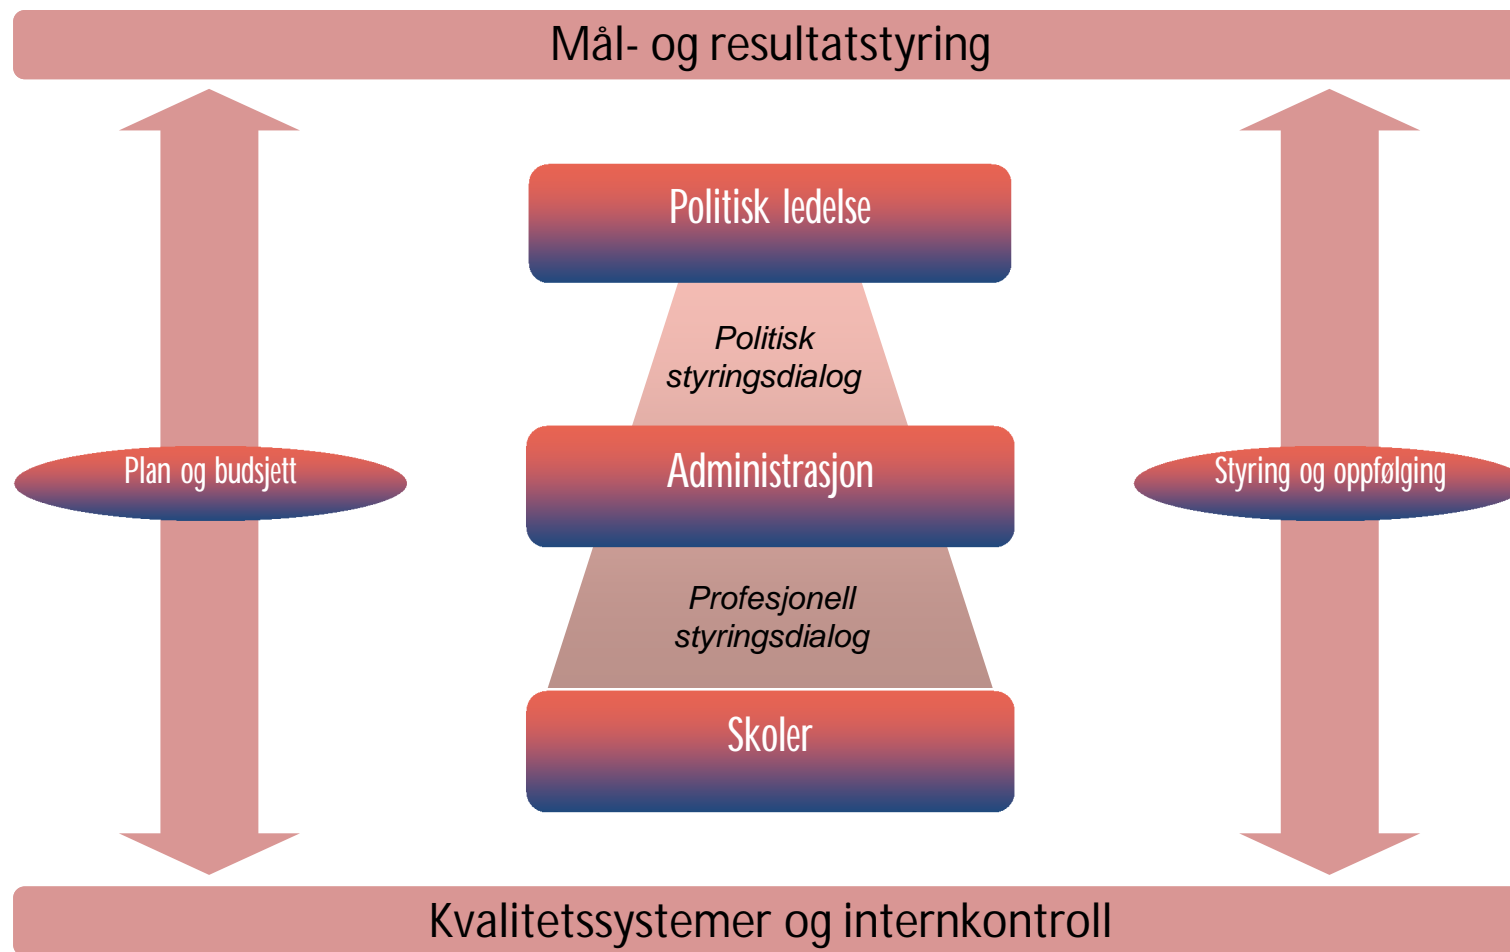 Mål- og resultatstyring
Politisk ledelse
Politisk
styringsdialog
Plan og budsjett
Administrasjon
Styring og oppfølging
Profesjonell
styringsdialog
Skoler
Kvalitetssystemer og internkontroll